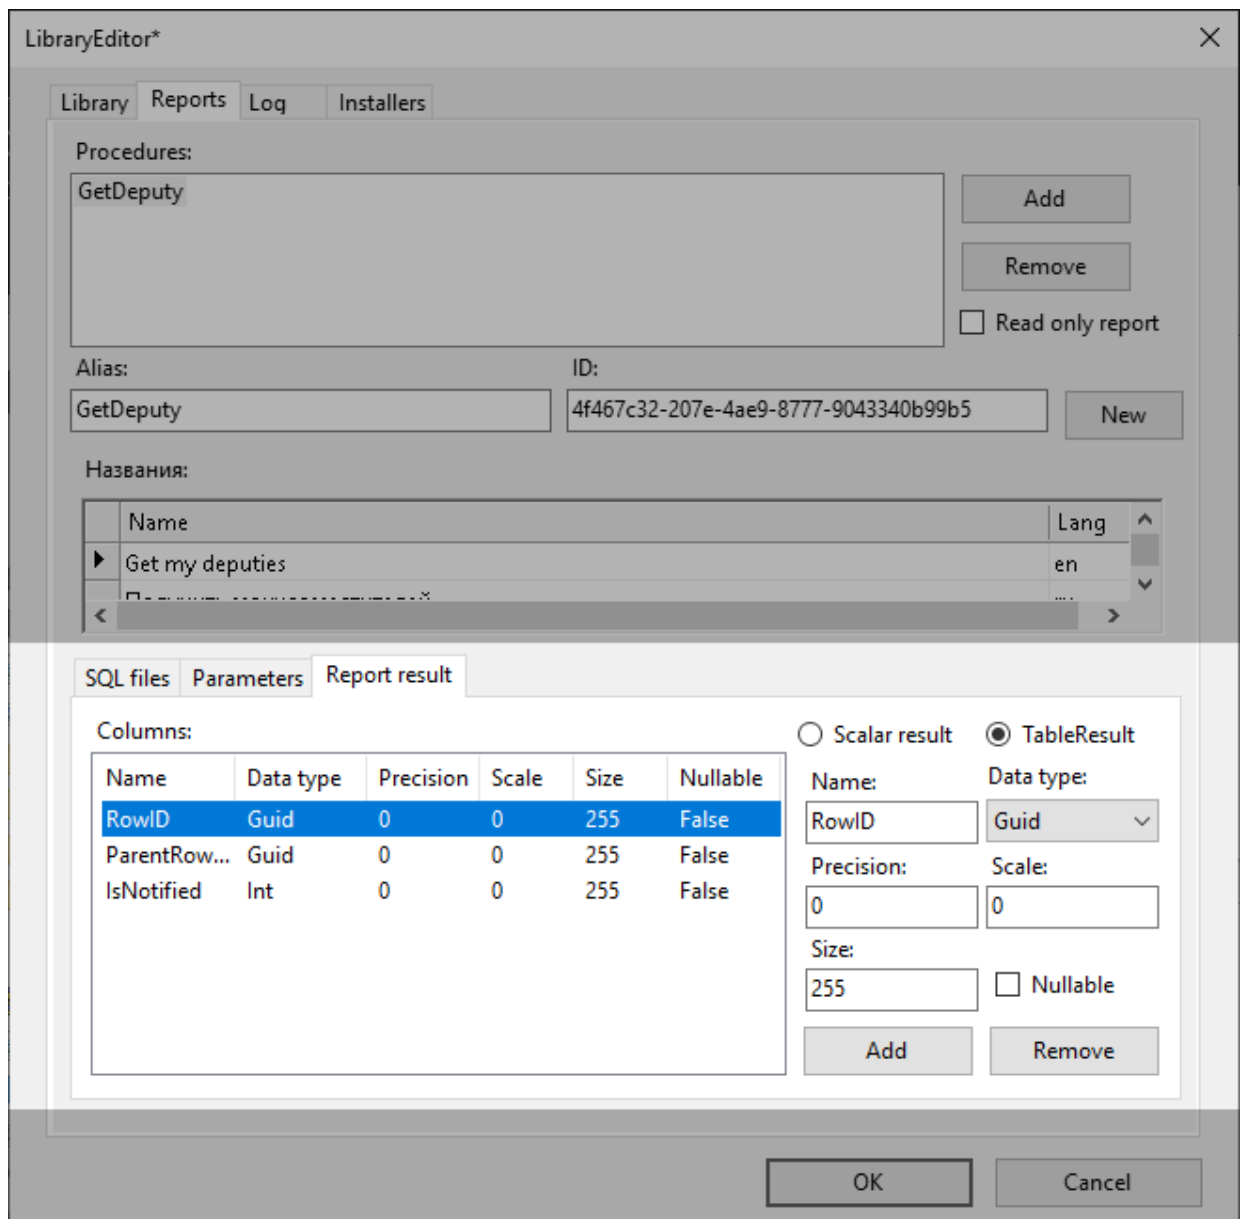 LibraryEditor*
Library Reports Log Installers
Procedures:
GetDeputy
Add
Remove
Read only report
Alias: ID:
GetDeputy 4f467c32-207e-4ae9-8777-9043340b99b5 New
Названия:
Name Lang
Get my deputies en
SQL files Parameters Report result
Columns: Scalar result TableResult
Name Data type Precision Scale Size Nullable
RowID Guid 0 0 255 False
ParentRow... Guid 0 0 255 False
IsNotified Int 0 0 255 False
Name: Data type:
RowID Guid
Precision: Scale:
0 0
Size:
255 Nullable
Add Remove
OK Cancel